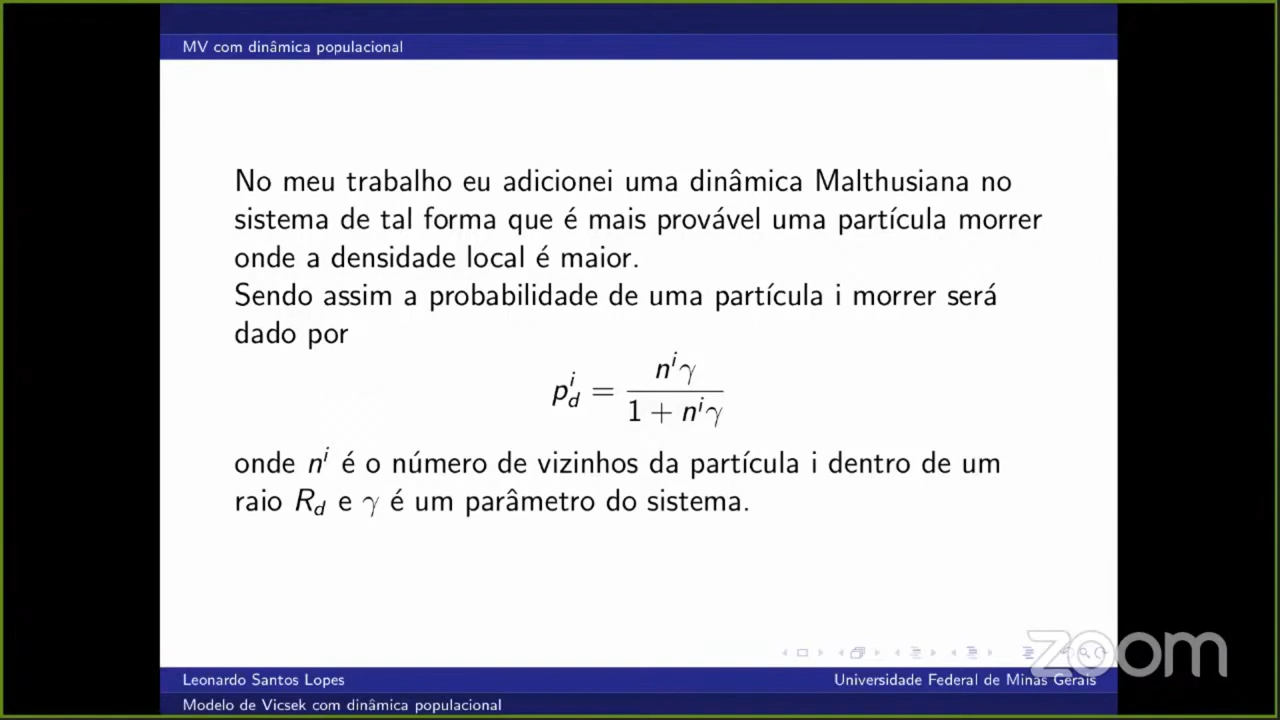 MV com dinâmica populacional
No meu trabalho eu adicionei uma dinâmica Malthusiana no
sistema de tal forma que é mais provável uma partícula morrer
onde a densidade local é maior.
Sendo assim a probabilidade de uma partícula i morrer será
dado por
p_d^i = \frac{n^i γ}{1 + n^i γ}
onde n^i é o número de vizinhos da partícula i dentro de um
raio R_d e γ é um parâmetro do sistema.
zoom
Leonardo Santos Lopes Universidade Federal de Minas Gerais
Modelo de Vicsek com dinâmica populacional